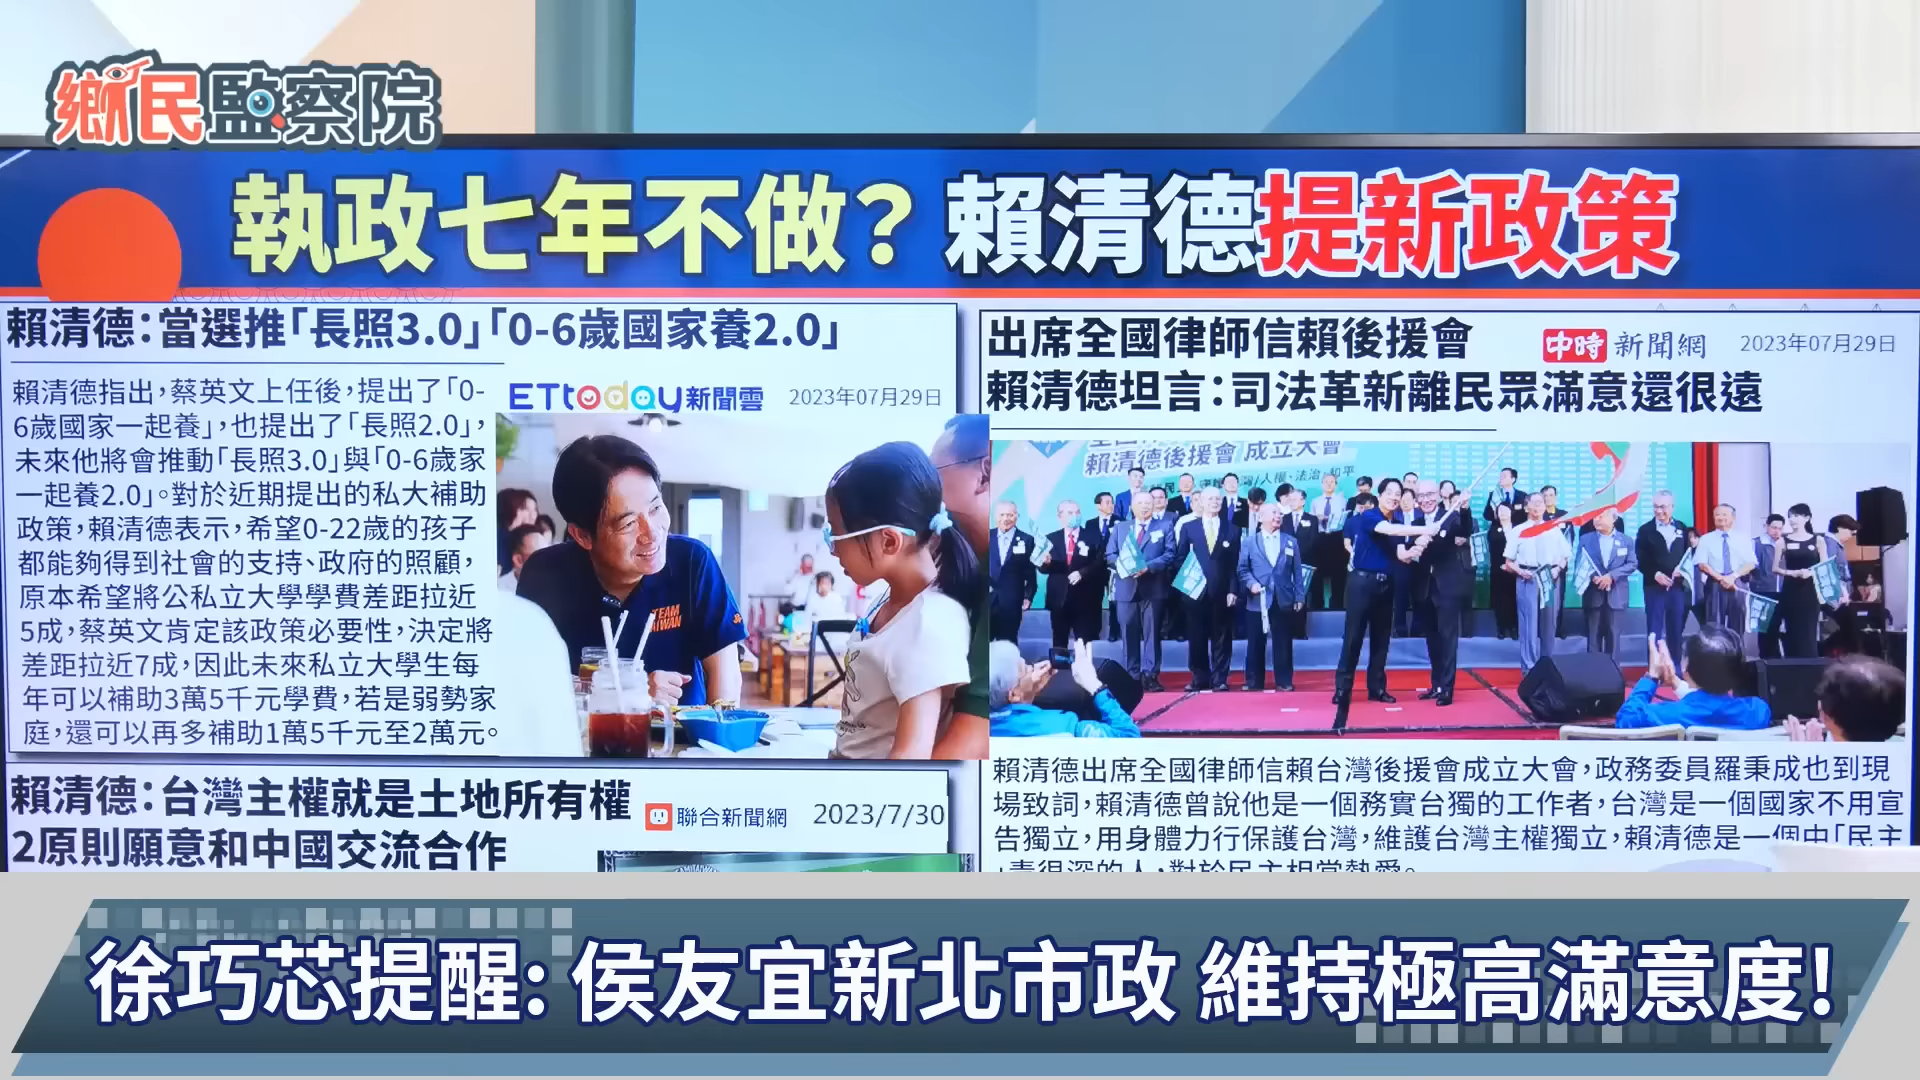 鄉民監察院
執政七年不做？賴清德提新政策
賴清德：當選推「長照3.0」「0-6歲國家養2.0」
ETtoday新聞雲 2023年07月29日
賴清德指出，蔡英文上任後，提出了「0-
6歲國家一起養」，也提出了「長照2.0」，
未來他將會推動「長照3.0」與「0-6歲家
一起養2.0」。對於近期提出的私大補助
政策，賴清德表示，希望0-22歲的孩子
都能夠得到社會的支持、政府的照顧，
原本希望將公私立大學學費差距拉近
5成，蔡英文肯定該政策必要性，決定將
差距拉近7成，因此未來私立大學生每
年可以補助3萬5千元學費，若是弱勢家
庭，還可以再多補助1萬5千元至2萬元。
TEAM
TAIWAN
賴清德：台灣主權就是土地所有權
2原則願意和中國交流合作
聯合新聞網 2023/7/30
出席全國律師信賴後援會
中時新聞網 2023年07月29日
賴清德坦言：司法革新離民眾滿意還很遠
賴清德後援會 成立大會
賴清德出席全國律師信賴台灣後援會成立大會，政務委員羅秉成也到現
場致詞，賴清德曾說他是一個務實台獨的工作者，台灣是一個國家不用宣
告獨立，用身體力行保護台灣，維護台灣主權獨立，賴清德是一個中「民主
徐巧芯提醒：侯友宜新北市政 維持極高滿意度！